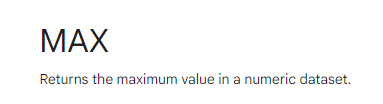 MAX
Returns the maximum value in a numeric dataset.